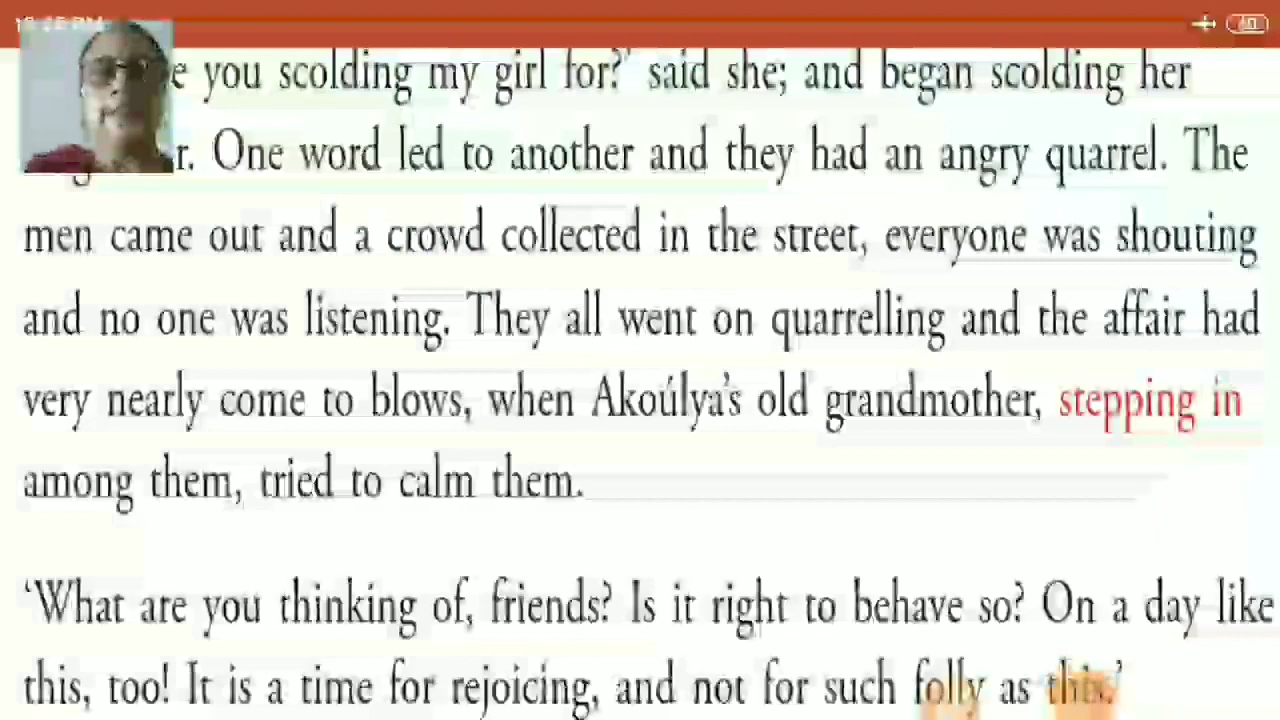 you scolding my girl for?' said she; and began scolding her
r. One word led to another and they had an angry quarrel. The
men came out and a crowd collected in the street, everyone was shouting
and no one was listening. They all went on quarrelling and the affair had
very nearly come to blows, when Akoúlya's old grandmother, stepping in
among them, tried to calm them.
'What are you thinking of, friends? Is it right to behave so? On a day like
this, too! It is a time for rejoicing, and not for such folly as this.'